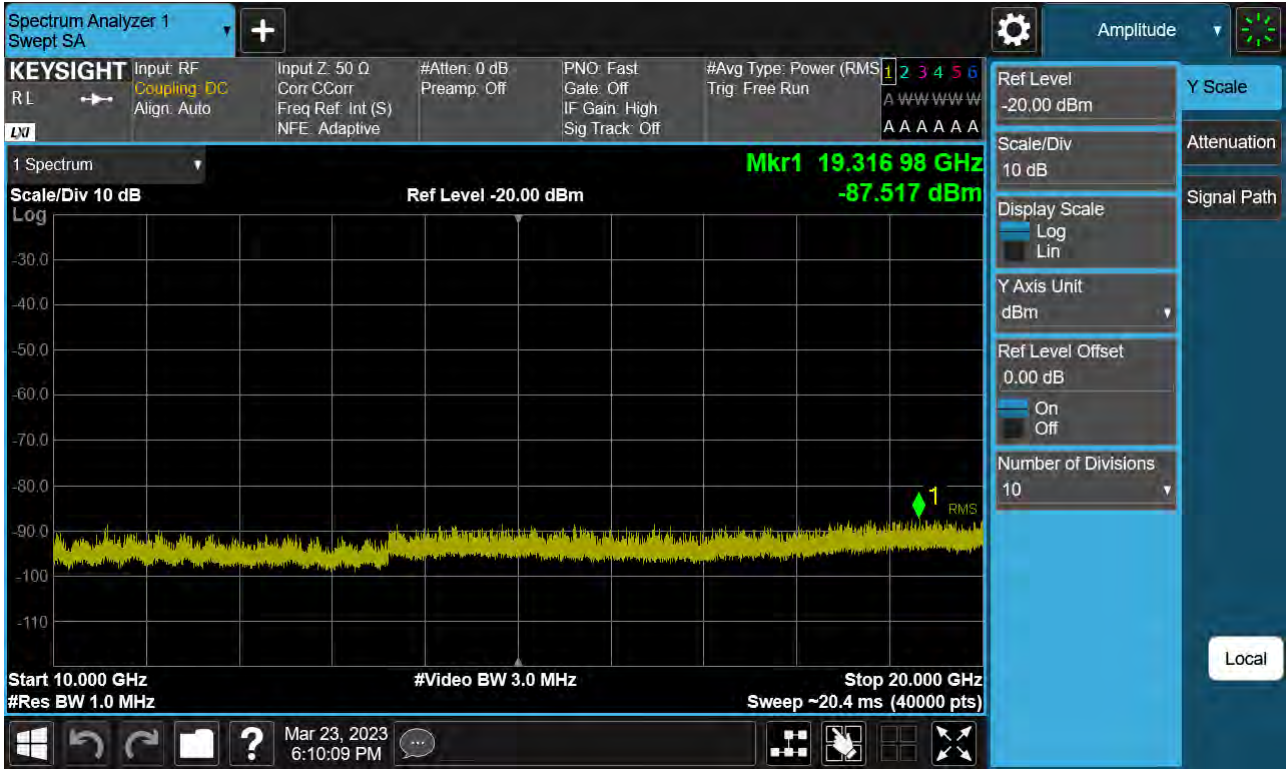 Spectrum Analyzer 1
Swept SA
+
Amplitude
KEYSIGHT
R L
LXI
Input: RF
Coupling: DC
Align: Auto
Input Z: 50 Ω
Corr CCorr
Freq Ref: Int (S)
NFE: Adaptive
#Atten: 0 dB
Preamp: Off
PNO: Fast
Gate: Off
IF Gain: High
Sig Track: Off
#Avg Type: Power (RMS
Trig: Free Run
1 2 3 4 5 6
A W W W W W
A A A A A A
1 Spectrum
Scale/Div 10 dB
Ref Level -20.00 dBm
Mkr1 19.316 98 GHz
-87.517 dBm
Log
-30.0
-40.0
-50.0
-60.0
-70.0
-80.0
-90.0
-100
-110
1
RMS
Start 10.000 GHz
#Res BW 1.0 MHz
#Video BW 3.0 MHz
Stop 20.000 GHz
Sweep ~20.4 ms (40000 pts)
Ref Level
-20.00 dBm
Scale/Div
10 dB
Display Scale
Log
Lin
Y Axis Unit
dBm
Ref Level Offset
0.00 dB
On
Off
Number of Divisions
10
Y Scale
Attenuation
Signal Path
Local
?
Mar 23, 2023
6:10:09 PM